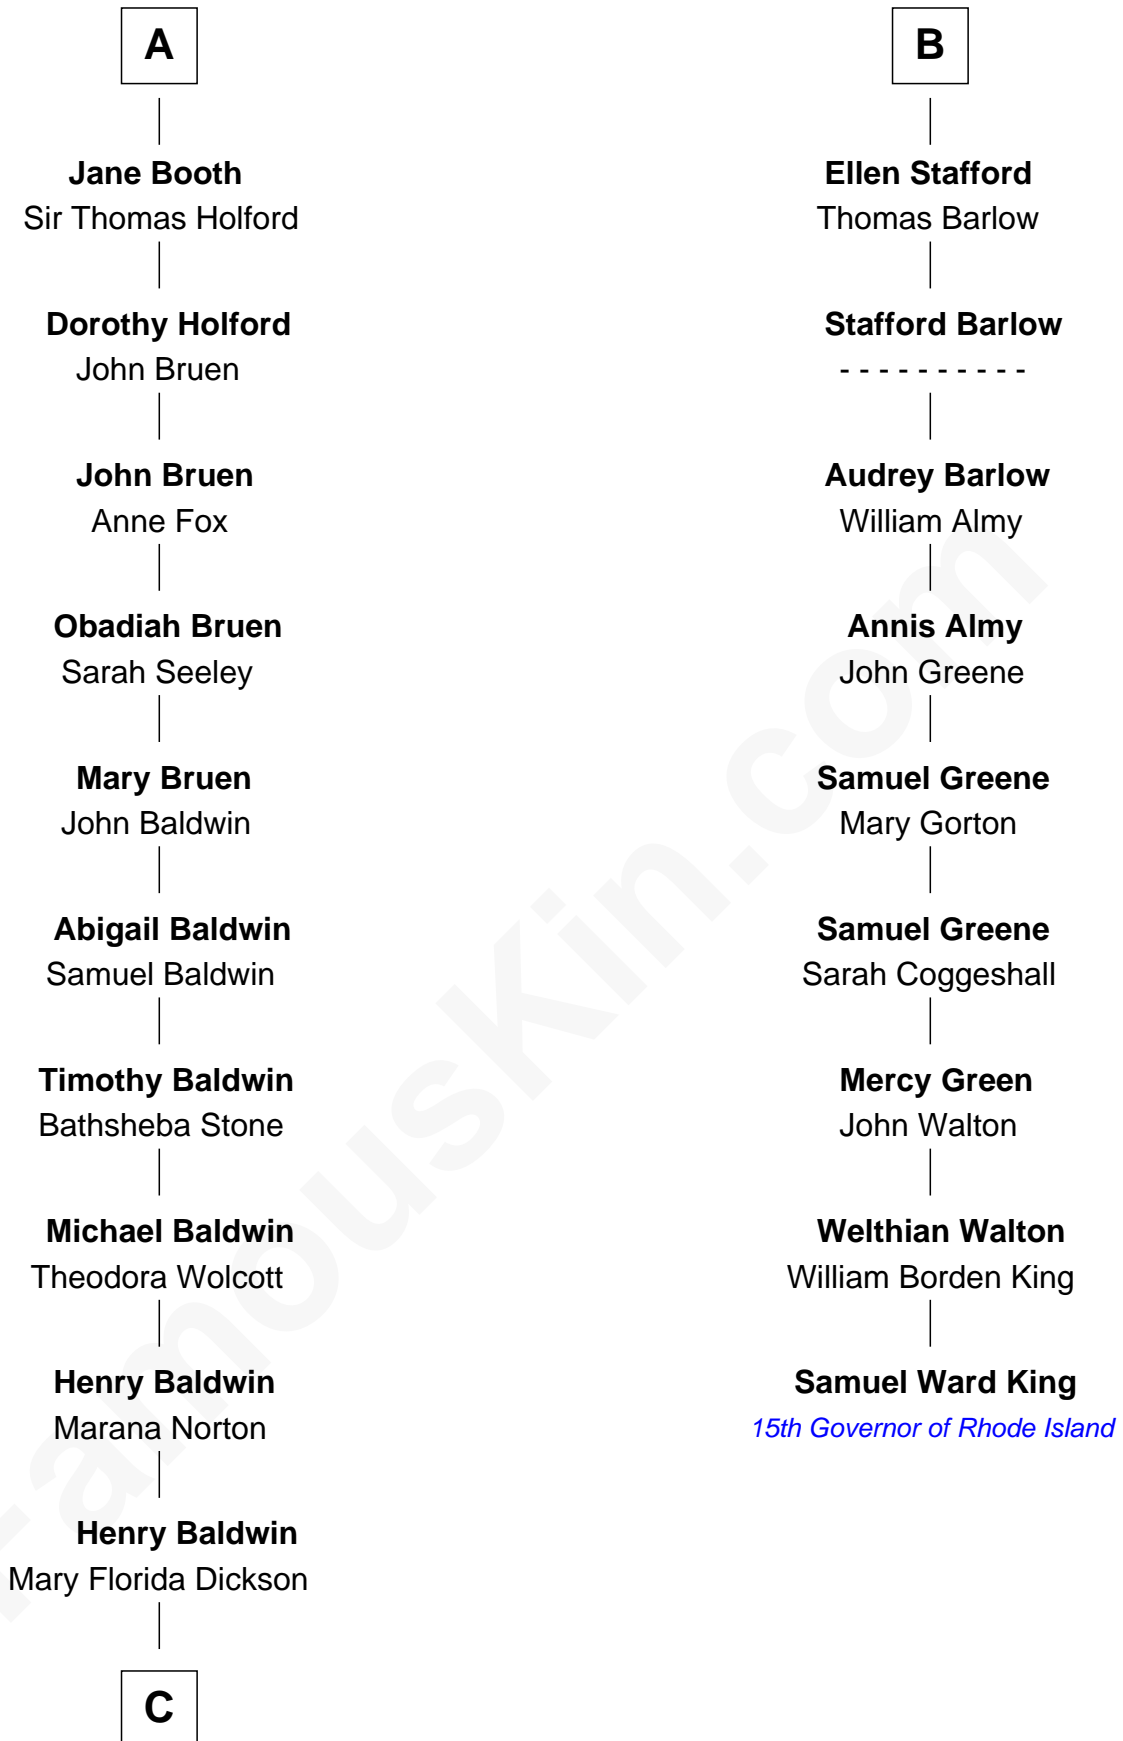 A
Jane Booth
Sir Thomas Holford
Dorothy Holford
John Bruen
John Bruen
Anne Fox
Obadiah Bruen
Sarah Seeley
Mary Bruen
John Baldwin
Abigail Baldwin
Samuel Baldwin
Timothy Baldwin
Bathsheba Stone
Michael Baldwin
Theodora Wolcott
Henry Baldwin
Marana Norton
Henry Baldwin
Mary Florida Dickson
C
B
Ellen Stafford
Thomas Barlow
Stafford Barlow
- - - - - - - - - -
Audrey Barlow
William Almy
Annis Almy
John Greene
Samuel Greene
Mary Gorton
Samuel Greene
Sarah Coggeshall
Mercy Green
John Walton
Welthian Walton
William Borden King
Samuel Ward King
15th Governor of Rhode Island
FamousKin.com